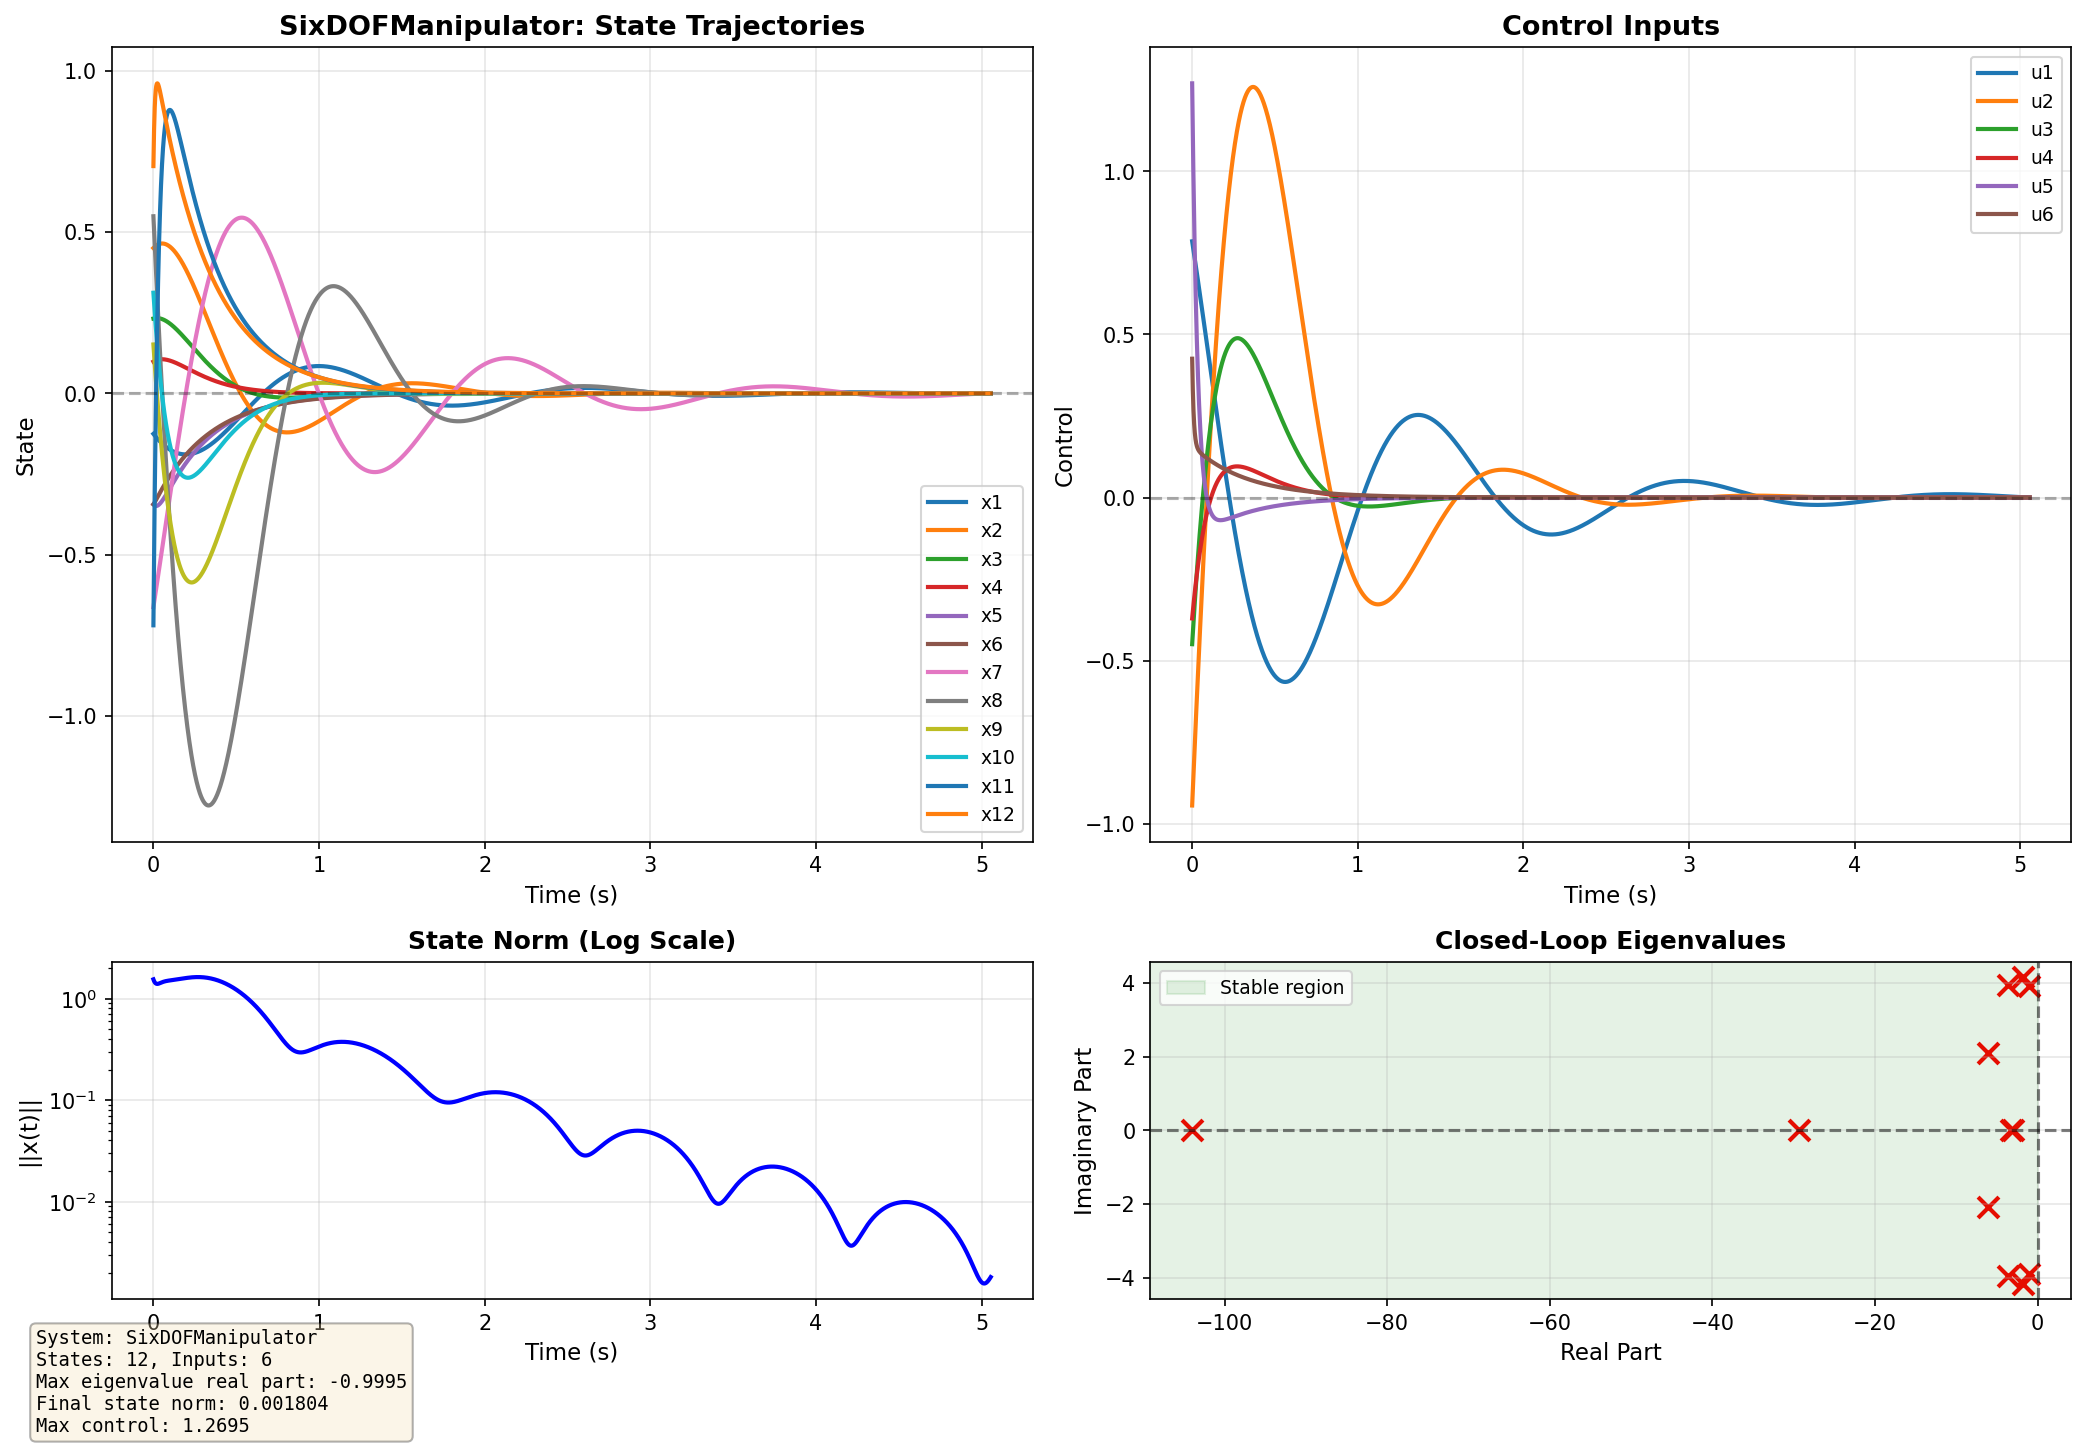 SixDOFManipulator: State Trajectories
1.0
0.5
0.0
−0.5
−1.0
State
0
1
2
3
4
5
Time (s)
x1
x2
x3
x4
x5
x6
x7
x8
x9
x10
x11
x12
Control Inputs
1.0
0.5
0.0
−0.5
−1.0
Control
0
1
2
3
4
5
Time (s)
u1
u2
u3
u4
u5
u6
State Norm (Log Scale)
10⁰
10⁻¹
10⁻²
||x(t)||
0
1
2
3
4
5
Time (s)
Closed-Loop Eigenvalues
Stable region
4
2
0
−2
−4
Imaginary Part
−100
−80
−60
−40
−20
0
Real Part
System: SixDOFManipulator
States: 12, Inputs: 6
Max eigenvalue real part: -0.9995
Final state norm: 0.001804
Max control: 1.2695